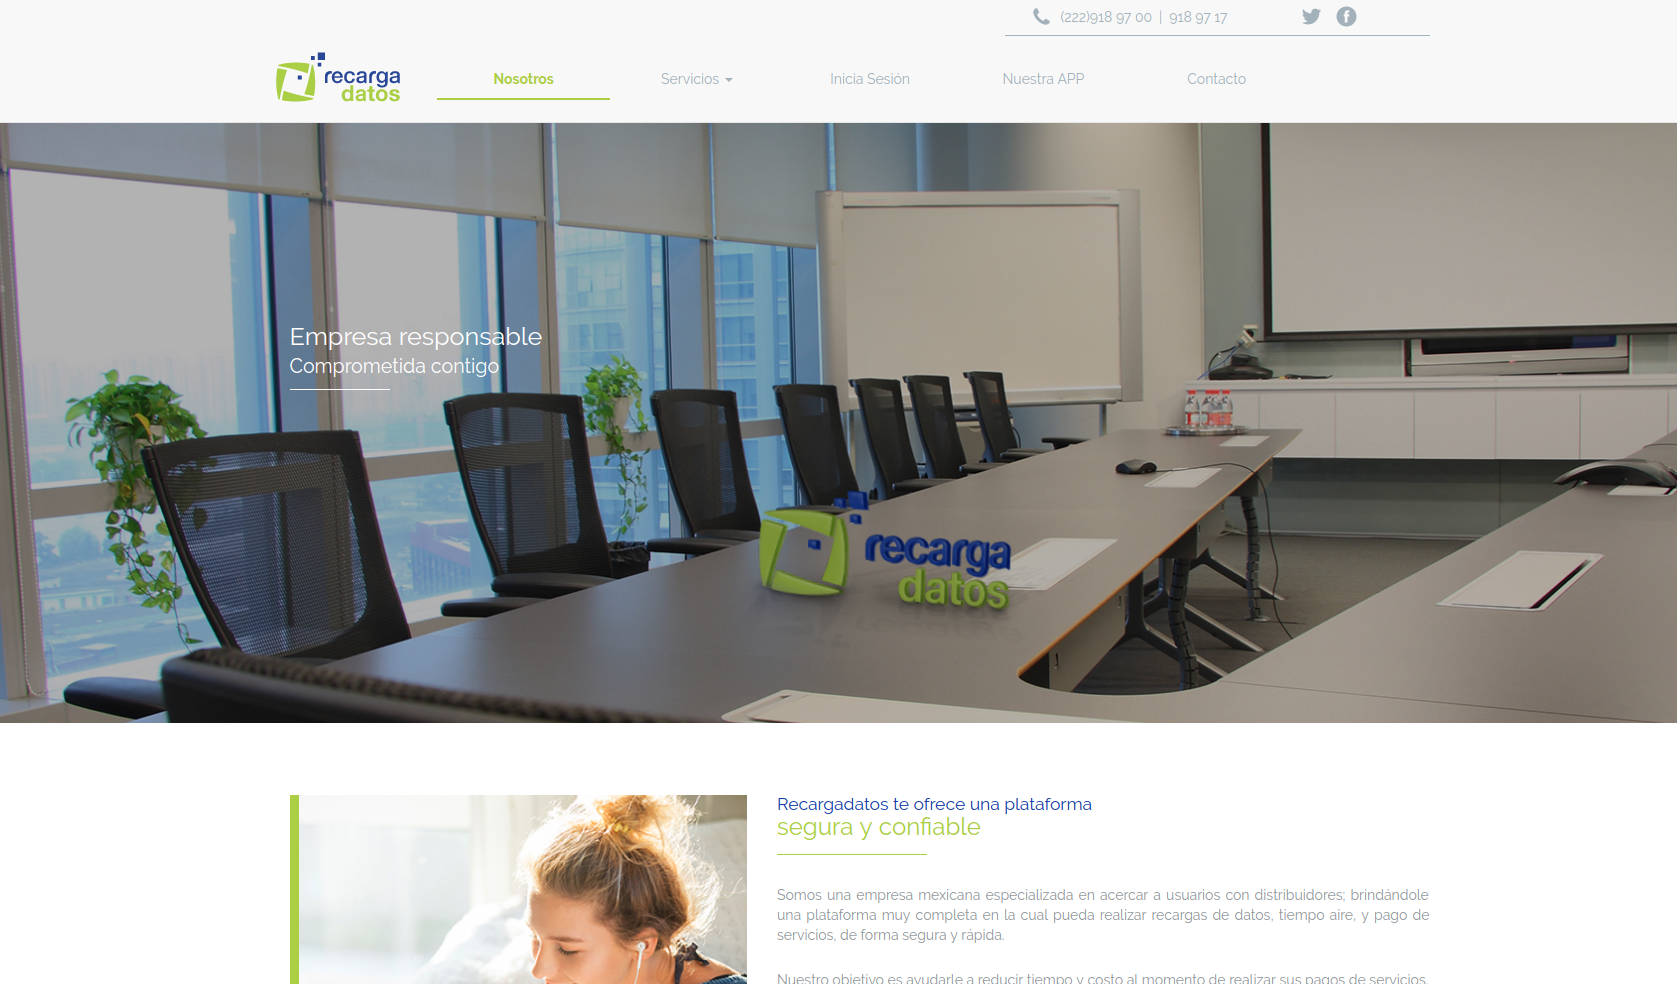 (222)918 97 00 | 918 97 17
recarga
datos
Nosotros
Servicios
Inicia Sesión
Nuestra APP
Contacto
Empresa responsable
Comprometida contigo
recarga
datos
Recargadatos te ofrece una plataforma
segura y confiable
Somos una empresa mexicana especializada en acercar a usuarios con distribuidores; brindándole
una plataforma muy completa en la cual pueda realizar recargas de datos, tiempo aire, y pago de
servicios, de forma segura y rápida.
Nuestro objetivo es ayudarle a reducir tiempo y costo al momento de realizar sus pagos de servicios,